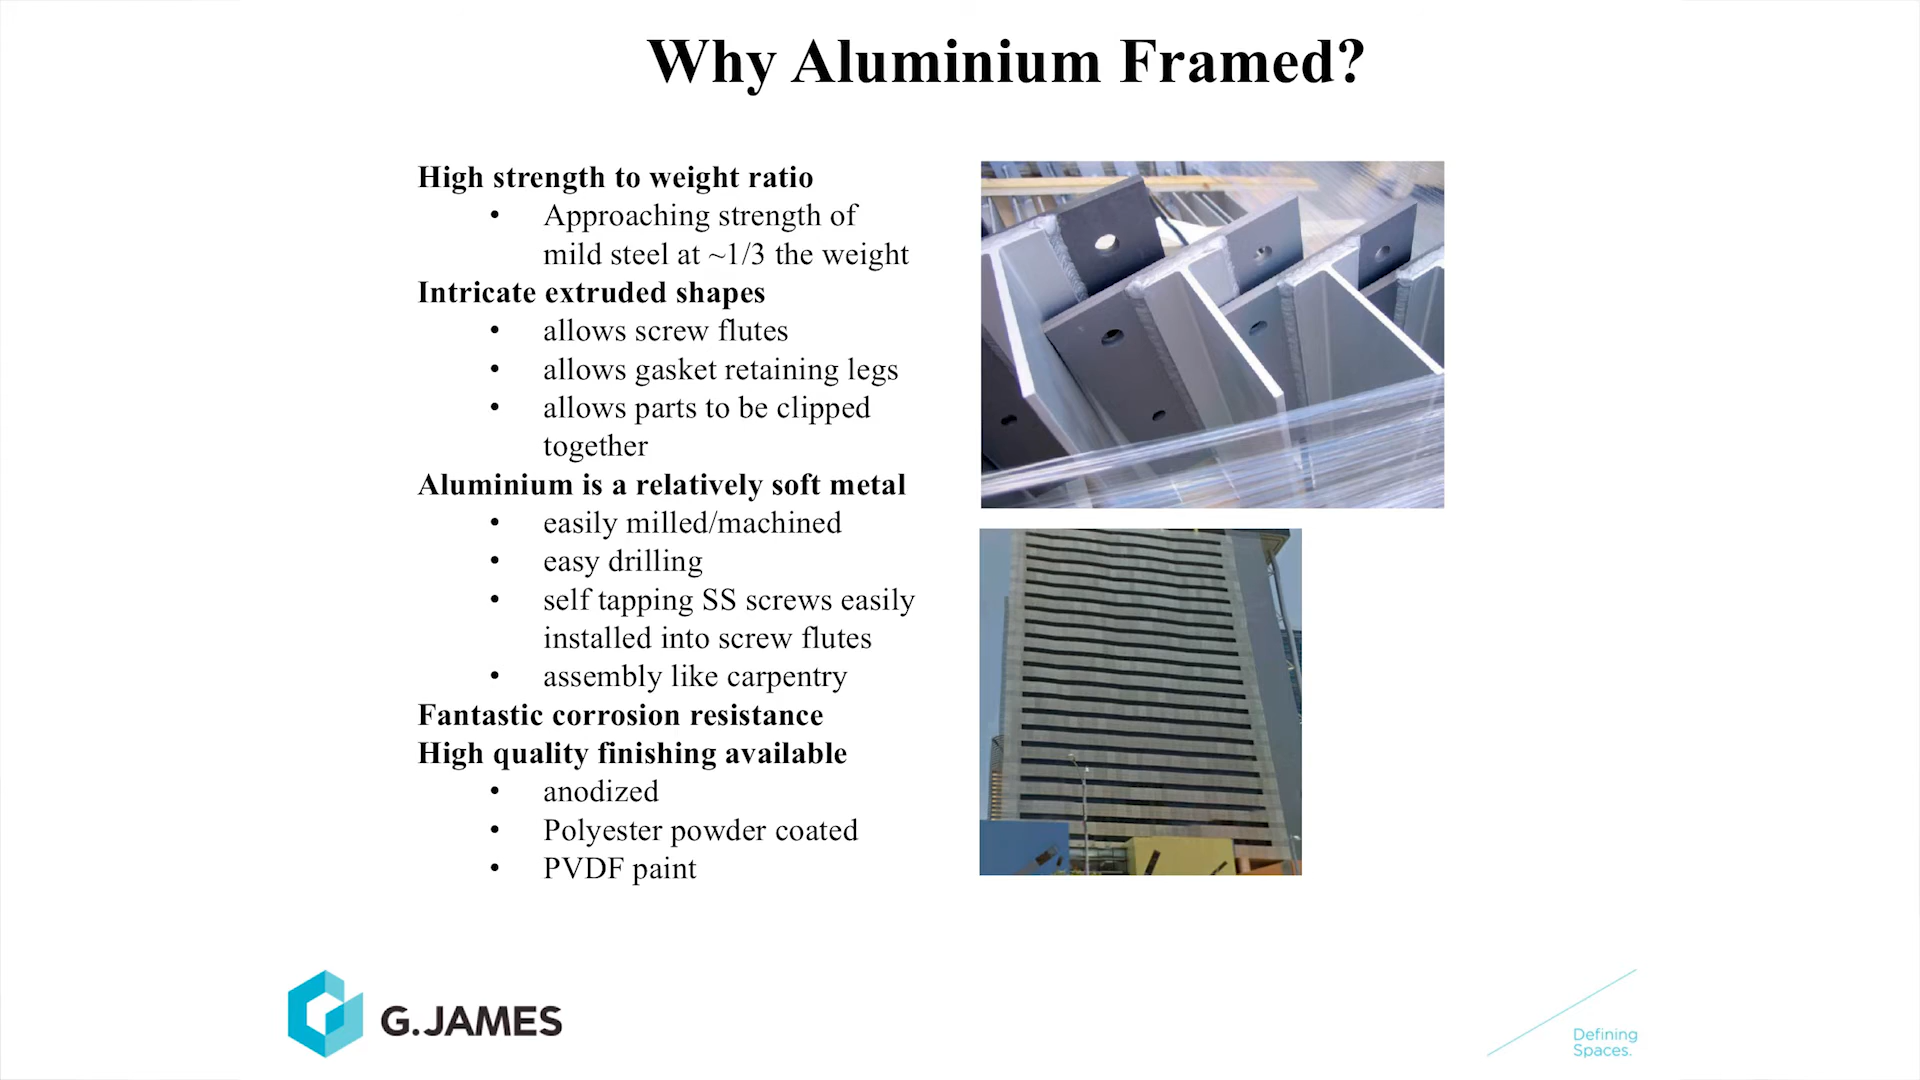 Why Aluminium Framed?
High strength to weight ratio
• Approaching strength of
mild steel at ~1/3 the weight
Intricate extruded shapes
• allows screw flutes
• allows gasket retaining legs
• allows parts to be clipped
together
Aluminium is a relatively soft metal
• easily milled/machined
• easy drilling
• self tapping SS screws easily
installed into screw flutes
• assembly like carpentry
Fantastic corrosion resistance
High quality finishing available
• anodized
• Polyester powder coated
• PVDF paint
G.JAMES
Defining
Spaces.